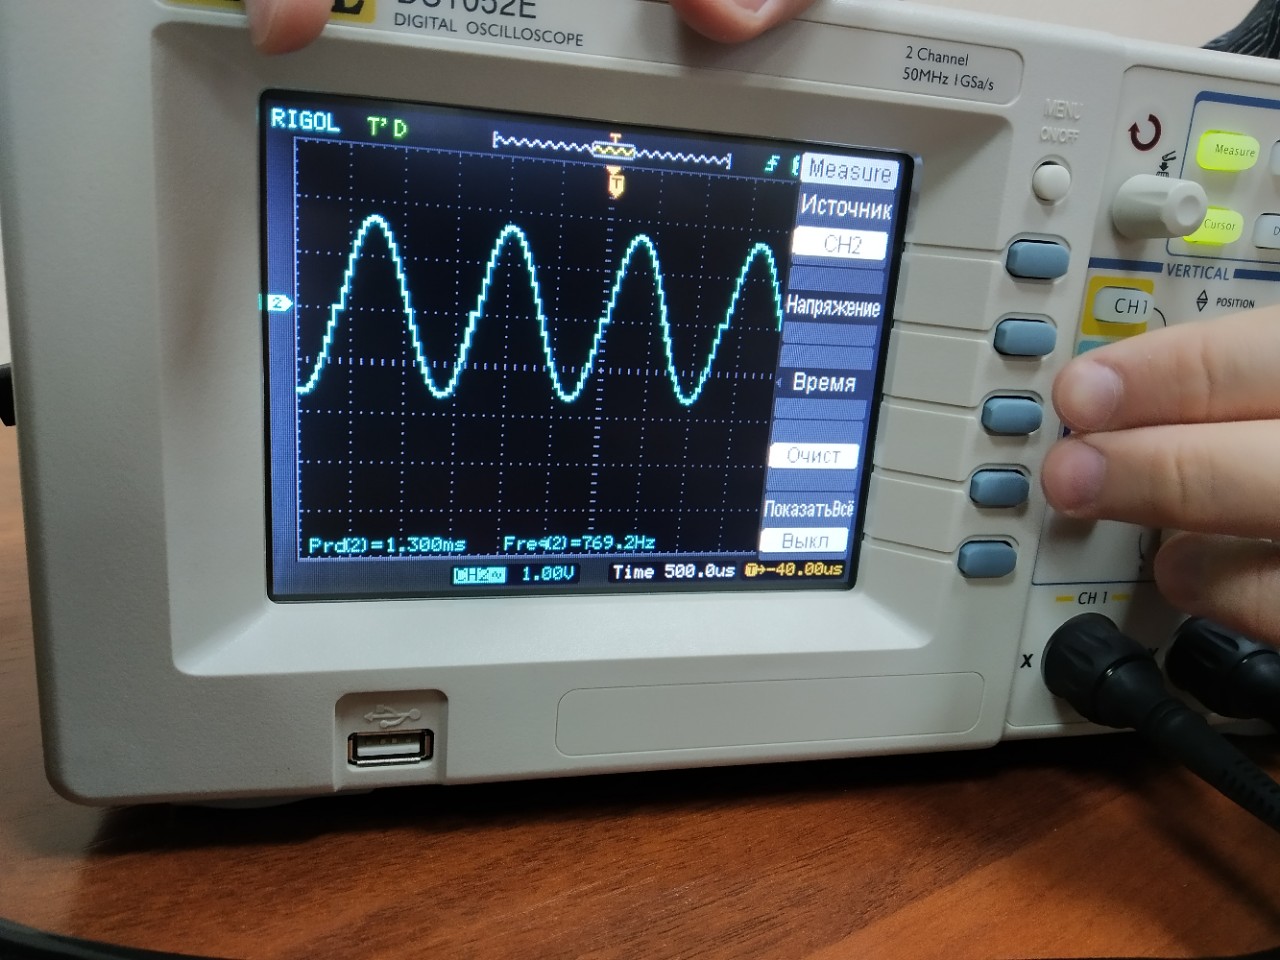 DS1052E
DIGITAL OSCILLOSCOPE
2 Channel
50MHz 1GSa/s
MENU
ON/OFF
RIGOL T'D
T
T
Measure
Источник
CH2
Напряжение
Время
Очист
ПоказатьВсё
Выкл
2
Prd(2)=1.300ms Freq(2)=769.2Hz
CH2 1.00V Time 500.0us T→-40.00us
Measure
Cursor
VERTICAL
CH1
POSITION
CH 1
X